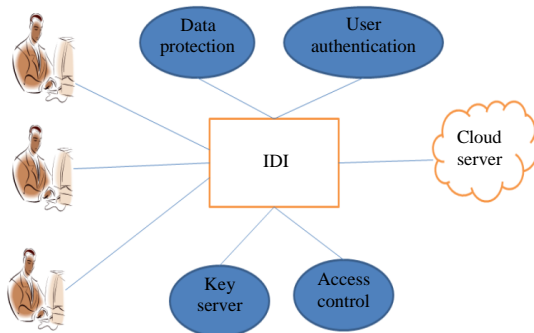 Data
protection
User
authentication
IDI
Cloud
server
Key
server
Access
control